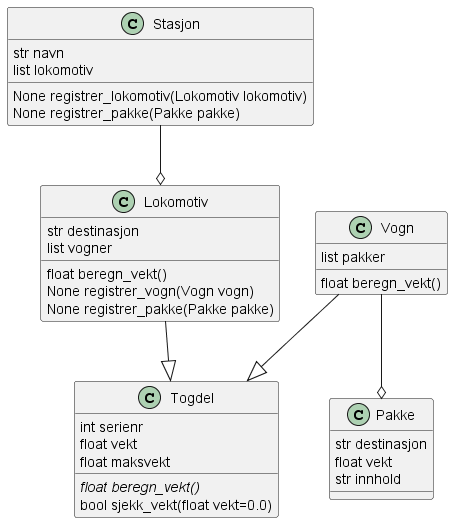 C Stasjon
str navn
list lokomotiv
None registrer_lokomotiv(Lokomotiv lokomotiv)
None registrer_pakke(Pakke pakke)
C Lokomotiv
str destinasjon
list vogner
float beregn_vekt()
None registrer_vogn(Vogn vogn)
None registrer_pakke(Pakke pakke)
C Vogn
list pakker
float beregn_vekt()
C Togdel
int serienr
float vekt
float maksvekt
float beregn_vekt()
bool sjekk_vekt(float vekt=0.0)
C Pakke
str destinasjon
float vekt
str innhold